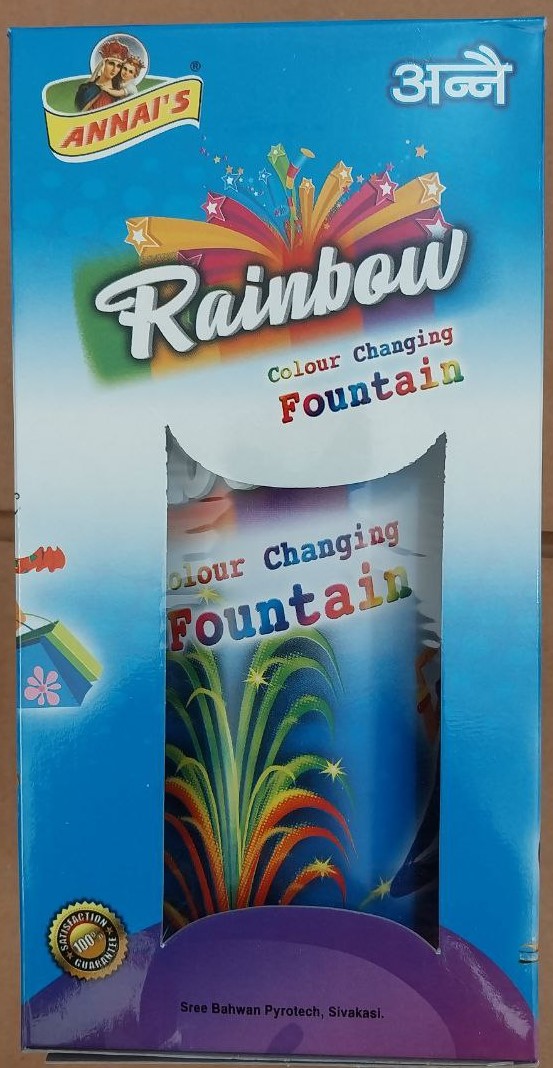 ANNAI'S
®
अन्नै
Rainbow
Colour Changing
Fountain
olour Changing
Fountain
SATISFACTION
100%
GUARANTEE
Sree Bahwan Pyrotech, Sivakasi.